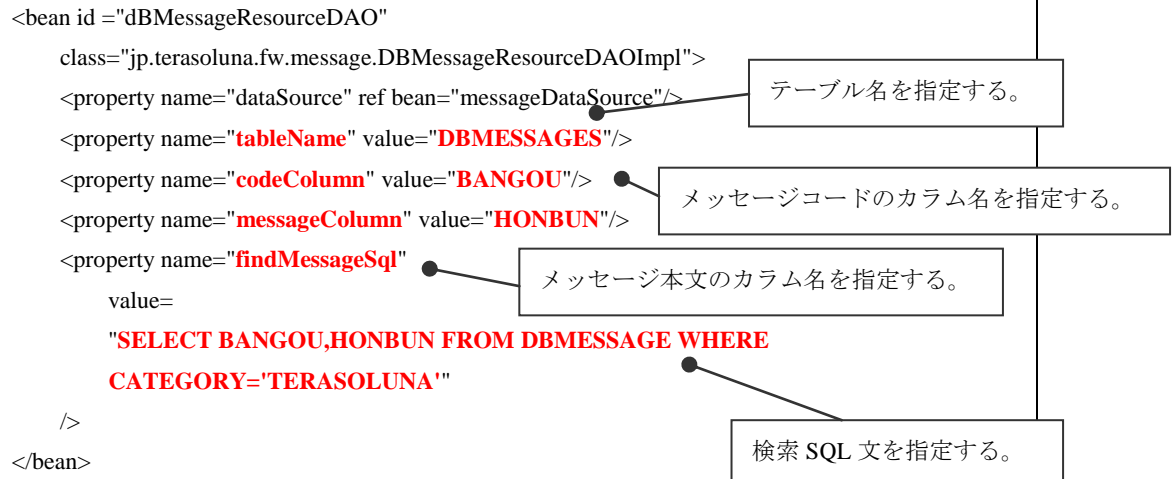 <bean id ="dBMessageResourceDAO"
class="jp.terasoluna.fw.message.DBMessageResourceDAOImpl">
<property name="dataSource" ref bean="messageDataSource"/>
テーブル名を指定する。
<property name="tableName" value="DBMESSAGES"/>
<property name="codeColumn" value="BANGOU"/>
メッセージコードのカラム名を指定する。
<property name="messageColumn" value="HONBUN"/>
<property name="findMessageSql"
メッセージ本文のカラム名を指定する。
value=
"SELECT BANGOU,HONBUN FROM DBMESSAGE WHERE
CATEGORY='TERASOLUNA'"
/>
検索 SQL 文を指定する。
</bean>